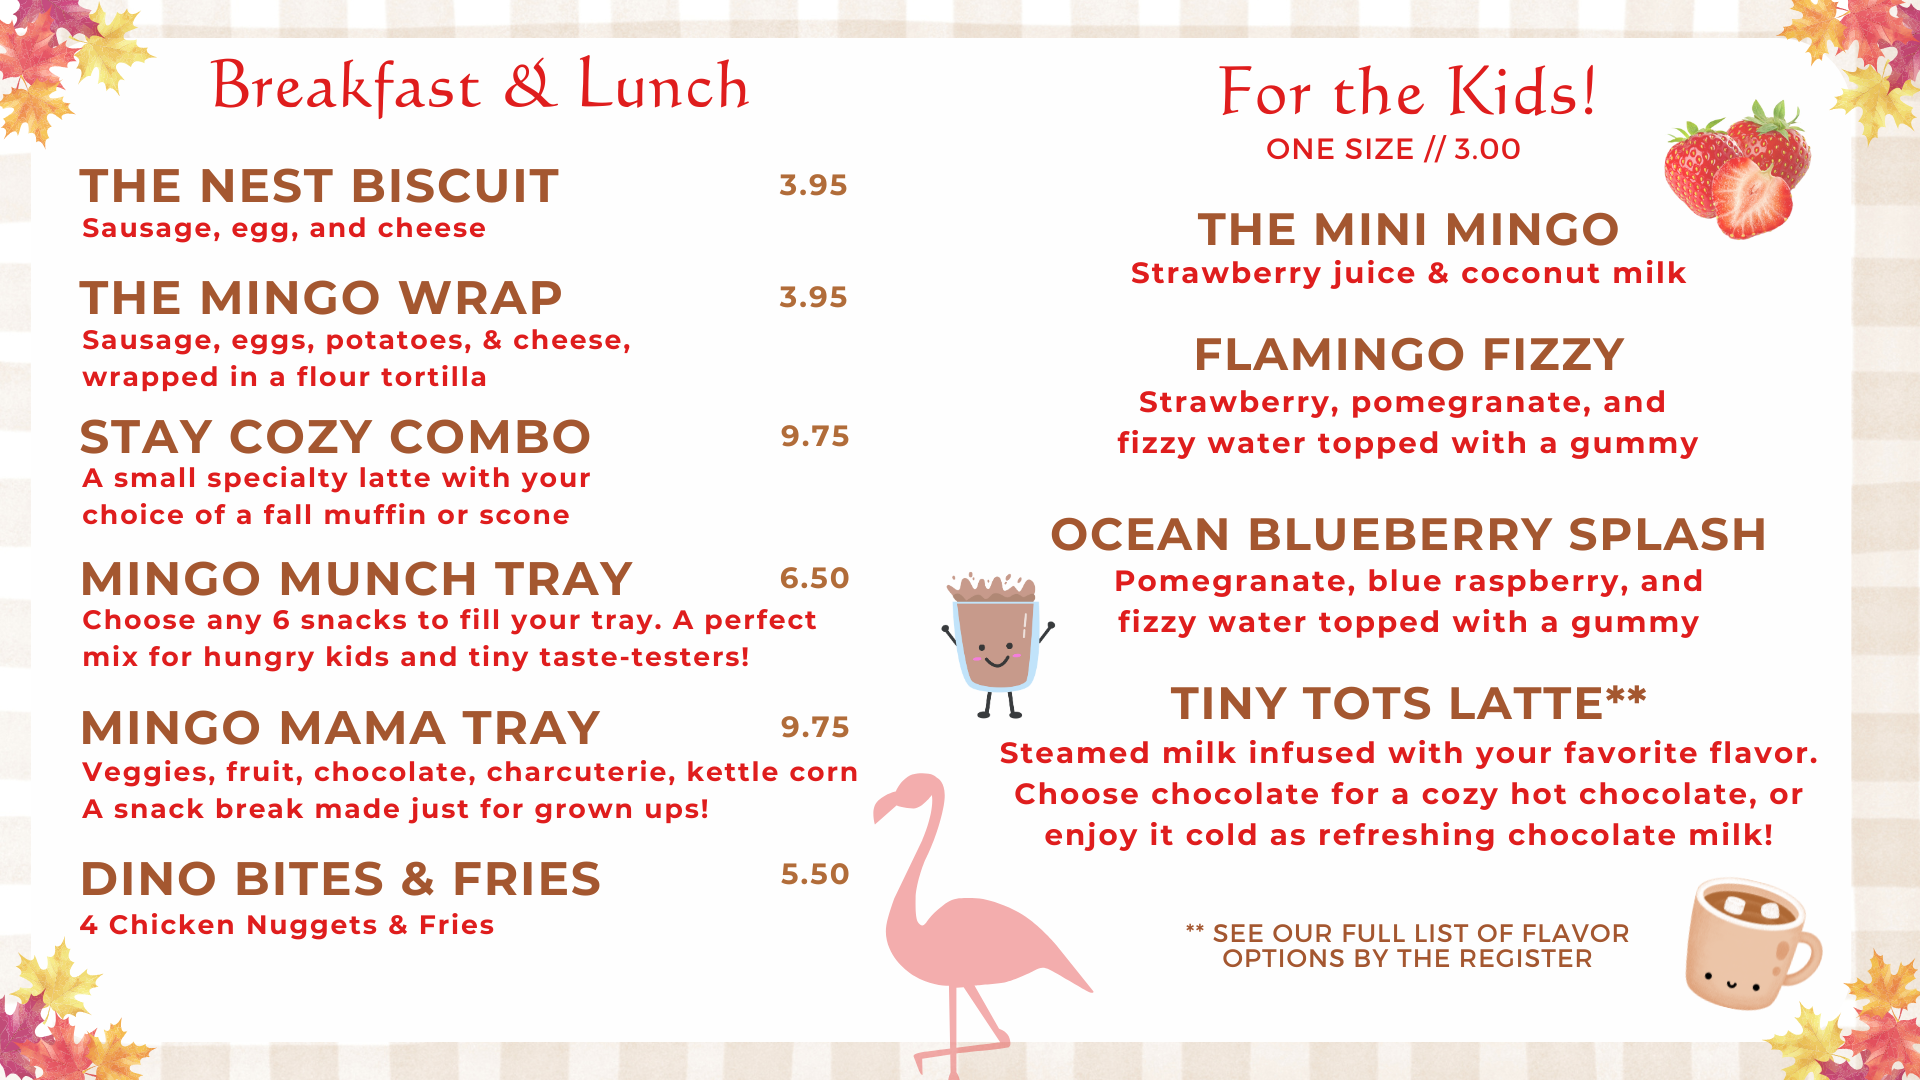 Breakfast & Lunch
THE NEST BISCUIT 3.95
Sausage, egg, and cheese
THE MINGO WRAP 3.95
Sausage, eggs, potatoes, & cheese,
wrapped in a flour tortilla
STAY COZY COMBO 9.75
A small specialty latte with your
choice of a fall muffin or scone
MINGO MUNCH TRAY 6.50
Choose any 6 snacks to fill your tray. A perfect
mix for hungry kids and tiny taste-testers!
MINGO MAMA TRAY 9.75
Veggies, fruit, chocolate, charcuterie, kettle corn
A snack break made just for grown ups!
DINO BITES & FRIES 5.50
4 Chicken Nuggets & Fries
For the Kids!
ONE SIZE // 3.00
THE MINI MINGO
Strawberry juice & coconut milk
FLAMINGO FIZZY
Strawberry, pomegranate, and
fizzy water topped with a gummy
OCEAN BLUEBERRY SPLASH
Pomegranate, blue raspberry, and
fizzy water topped with a gummy
TINY TOTS LATTE**
Steamed milk infused with your favorite flavor.
Choose chocolate for a cozy hot chocolate, or
enjoy it cold as refreshing chocolate milk!
** SEE OUR FULL LIST OF FLAVOR
OPTIONS BY THE REGISTER